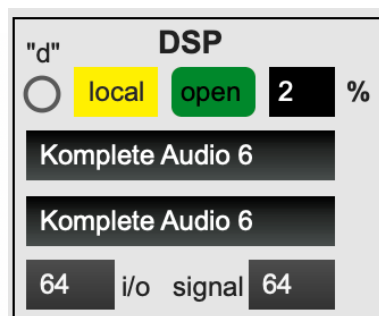 "d" DSP
local open 2 %
Komplete Audio 6
Komplete Audio 6
64 i/o signal 64